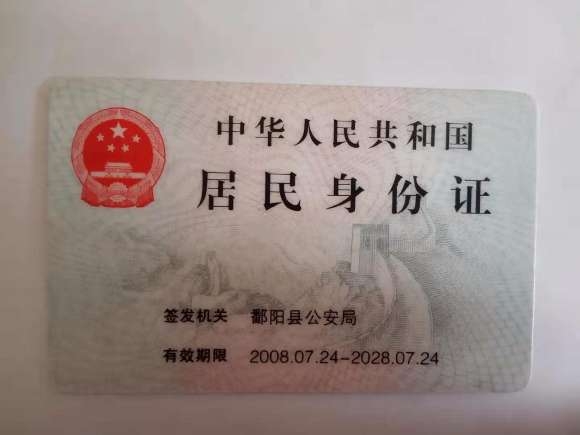 中华人民共和国
居民身份证
签发机关 鄱阳县公安局
有效期限 2008.07.24-2028.07.24